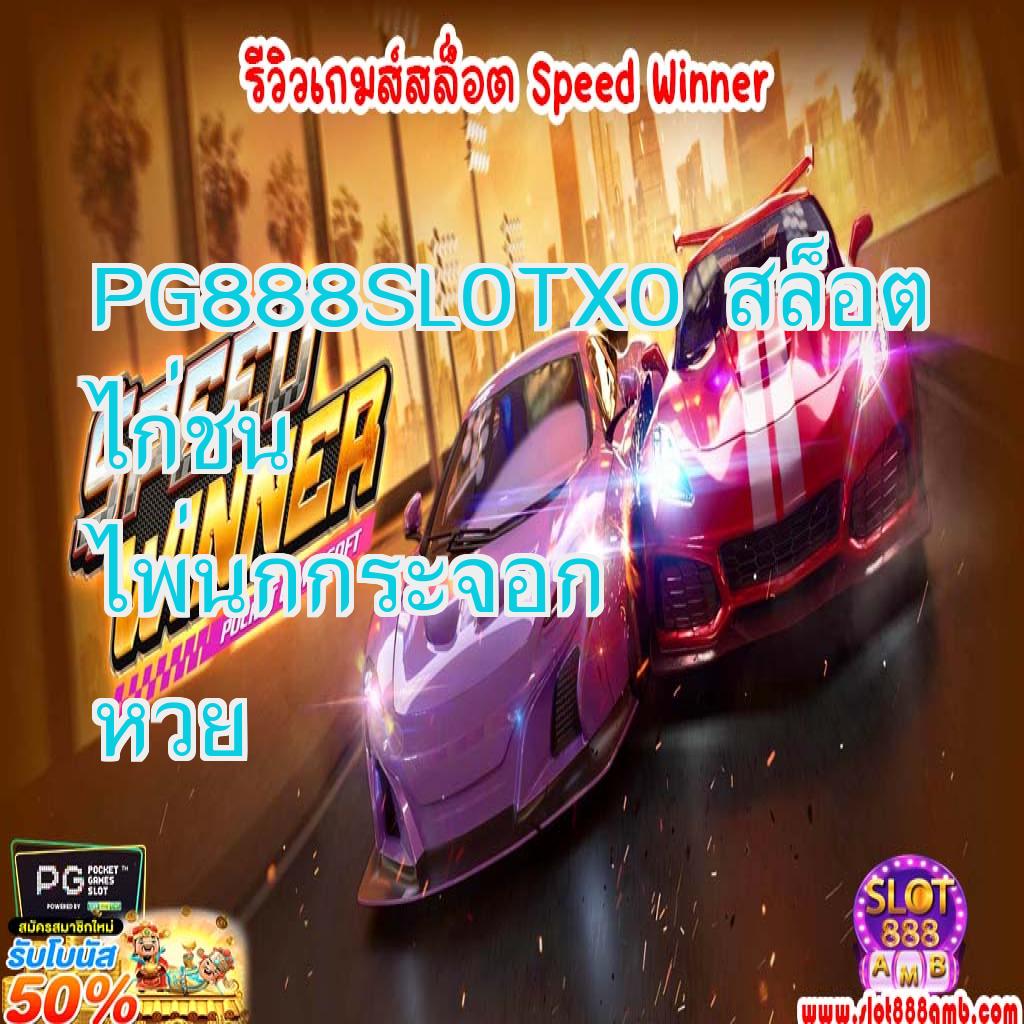 รีวิวเกมส์สล็อต Speed Winner
PG888SLOTXO สล็อต
ไก่ชน
ไพ่นกกระจอก
หวย
SPEED
WINNER
PG POCKET GAMES SLOT
POWERED BY
สมัครสมาชิกใหม่
รับโบนัส
50%
SLOT
888
AMB
www.slot888amb.com